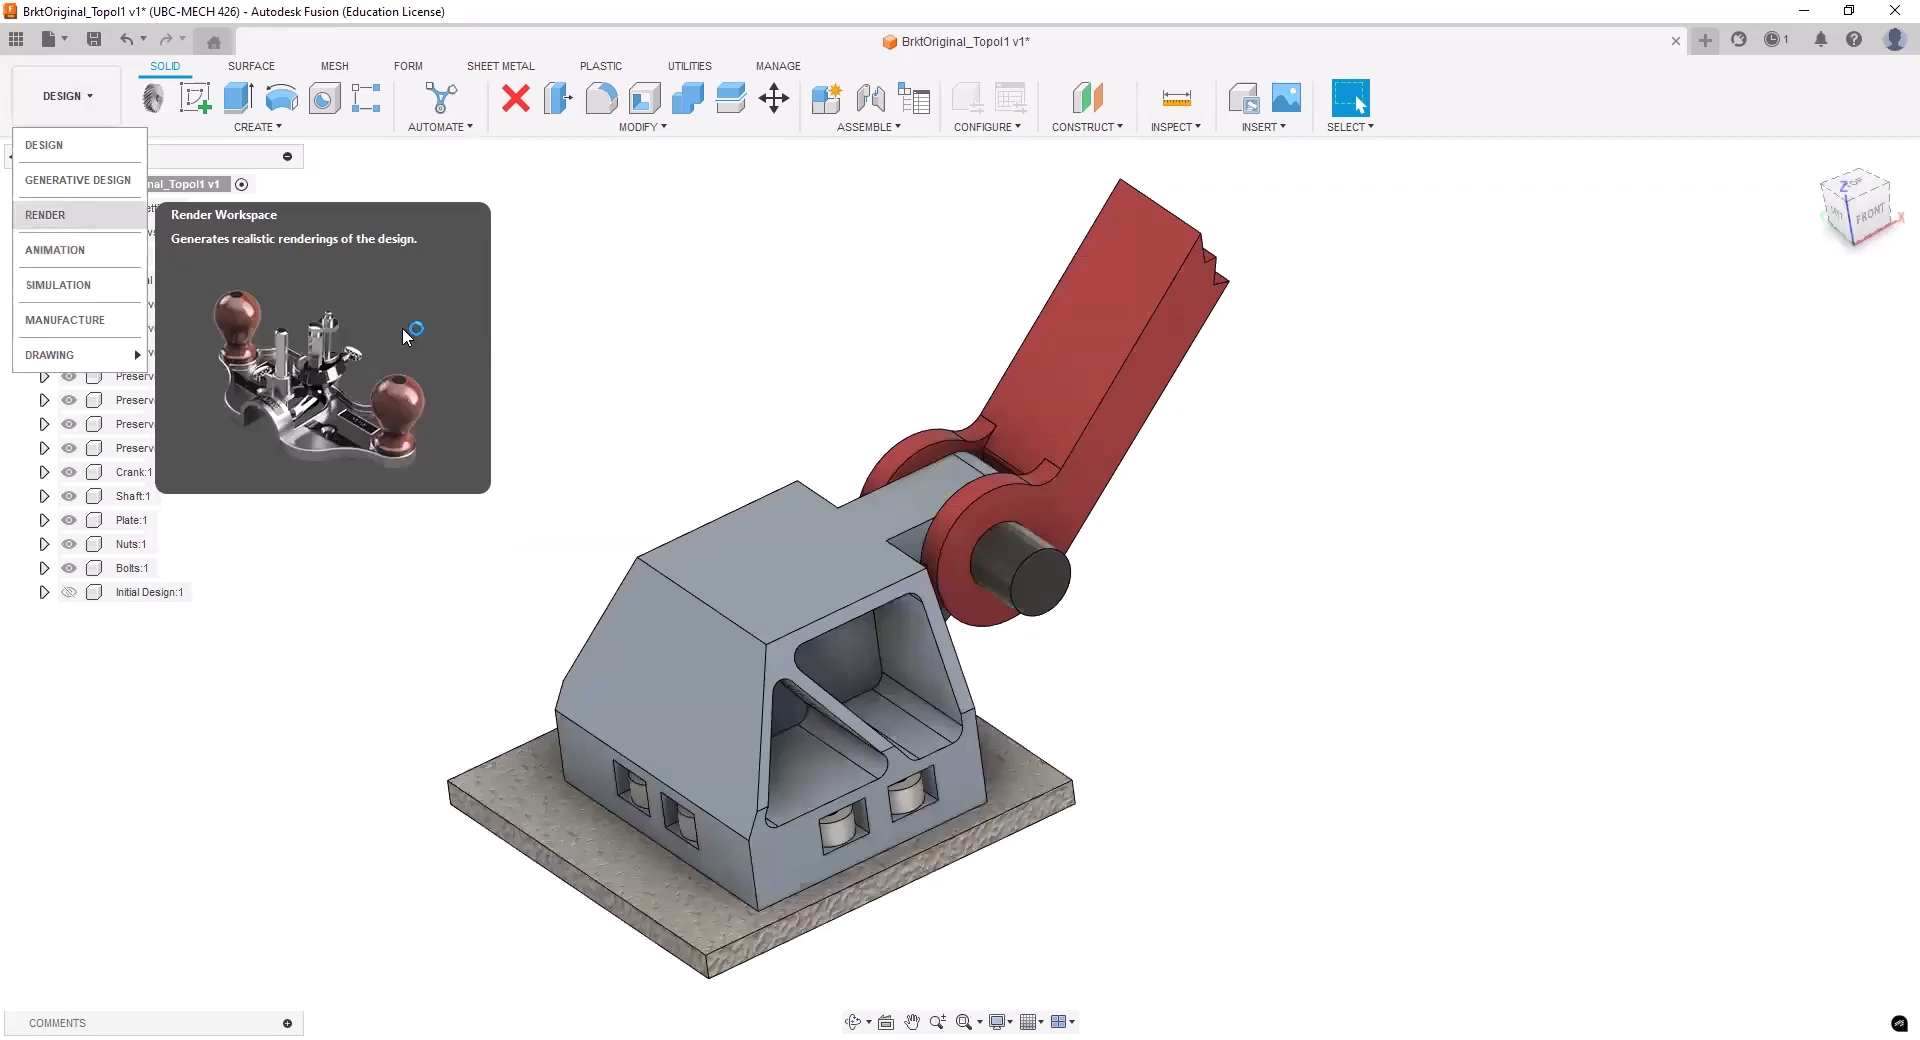 BrktOriginal_Topol1 v1* (UBC-MECH 426) - Autodesk Fusion (Education License)
BrktOriginal_Topol1 v1*
1
SOLID SURFACE MESH FORM SHEET METAL PLASTIC UTILITIES MANAGE
DESIGN
CREATE AUTOMATE MODIFY ASSEMBLE CONFIGURE CONSTRUCT INSPECT INSERT SELECT
DESIGN
GENERATIVE DESIGN
nal_Topol1 v1
RENDER
ANIMATION
SIMULATION
MANUFACTURE
DRAWING
Render Workspace
Generates realistic renderings of the design.
Preserv
Preserv
Preserv
Preserv
Crank:1
Shaft:1
Plate:1
Nuts:1
Bolts:1
Initial Design:1
TOP
Z
FRONT
X
COMMENTS